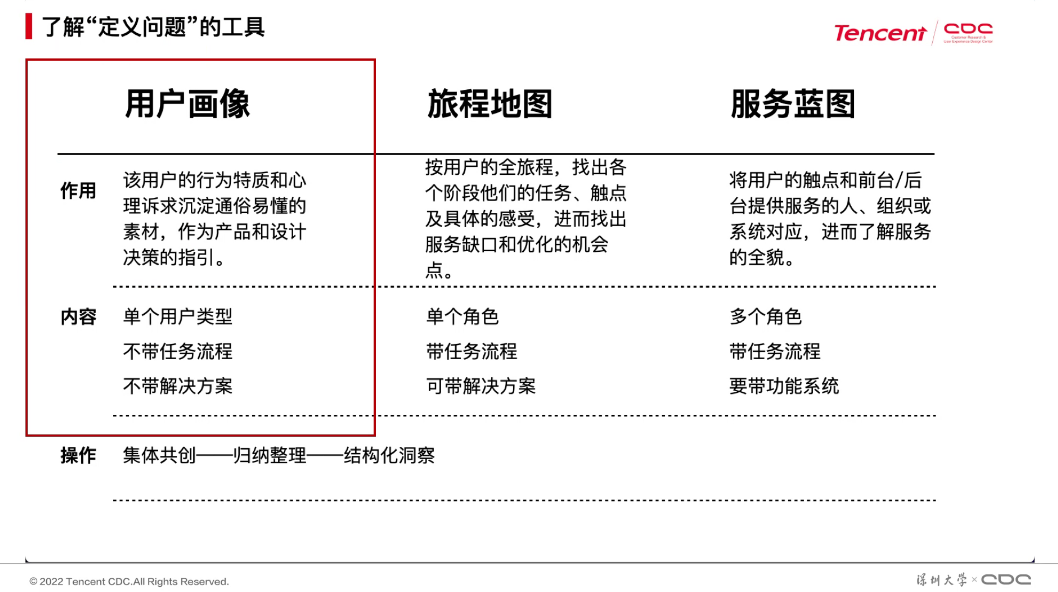 了解“定义问题”的工具
Tencent
CDC
用户画像
旅程地图
服务蓝图
作用
该用户的行为特质和心
理诉求沉淀通俗易懂的
素材，作为产品和设计
决策的指引。
按用户的全旅程，找出各
个阶段他们的任务、触点
及具体的感受，进而找出
服务缺口和优化的机会
点。
将用户的触点和前台/后
台提供服务的人、组织或
系统对应，进而了解服务
的全貌。
内容
单个用户类型
不带任务流程
不带解决方案
单个角色
带任务流程
可带解决方案
多个角色
带任务流程
要带功能系统
操作
集体共创——归纳整理——结构化洞察
© 2022 Tencent CDC.All Rights Reserved.
深圳大学 × CDC